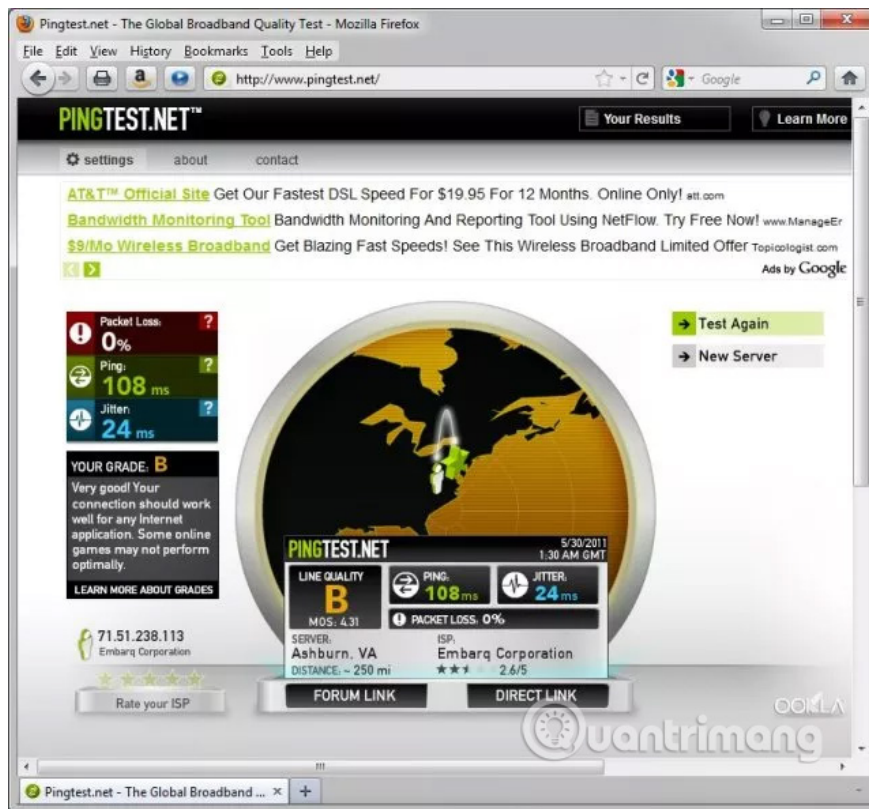 Pingtest.net - The Global Broadband Quality Test - Mozilla Firefox
File Edit View History Bookmarks Tools Help
a http://www.pingtest.net/ Google
PINGTEST.NET™ Your Results Learn More
settings about contact
AT&T™ Official Site Get Our Fastest DSL Speed For $19.95 For 12 Months. Online Only! att.com
Bandwidth Monitoring Tool Bandwidth Monitoring And Reporting Tool Using NetFlow. Try Free Now! www.ManageEr
$9/Mo Wireless Broadband Get Blazing Fast Speeds! See This Wireless Broadband Limited Offer Topicologist.com
Ads by Google
Packet Loss: ?
0%
Ping: ?
108 ms
Jitter: ?
24 ms
Test Again
New Server
YOUR GRADE: B
Very good! Your
connection should work
well for any Internet
application. Some online
games may not perform
optimally.
LEARN MORE ABOUT GRADES
71.51.238.113
Embarq Corporation
Rate your ISP
PINGTEST.NET 5/30/2011
1:30 AM GMT
LINE QUALITY
B
MOS: 4.31
PING:
108 ms
JITTER:
24 ms
PACKET LOSS: 0%
SERVER:
Ashburn, VA
DISTANCE: ~ 250 mi
ISP:
Embarq Corporation
2.6/5
FORUM LINK DIRECT LINK
OOKLA
Quantrimang
Pingtest.net - The Global Broadband ... × +